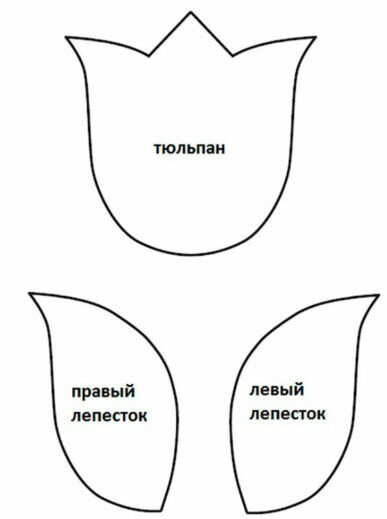 тюльпан
правый
лепесток
левый
лепесток